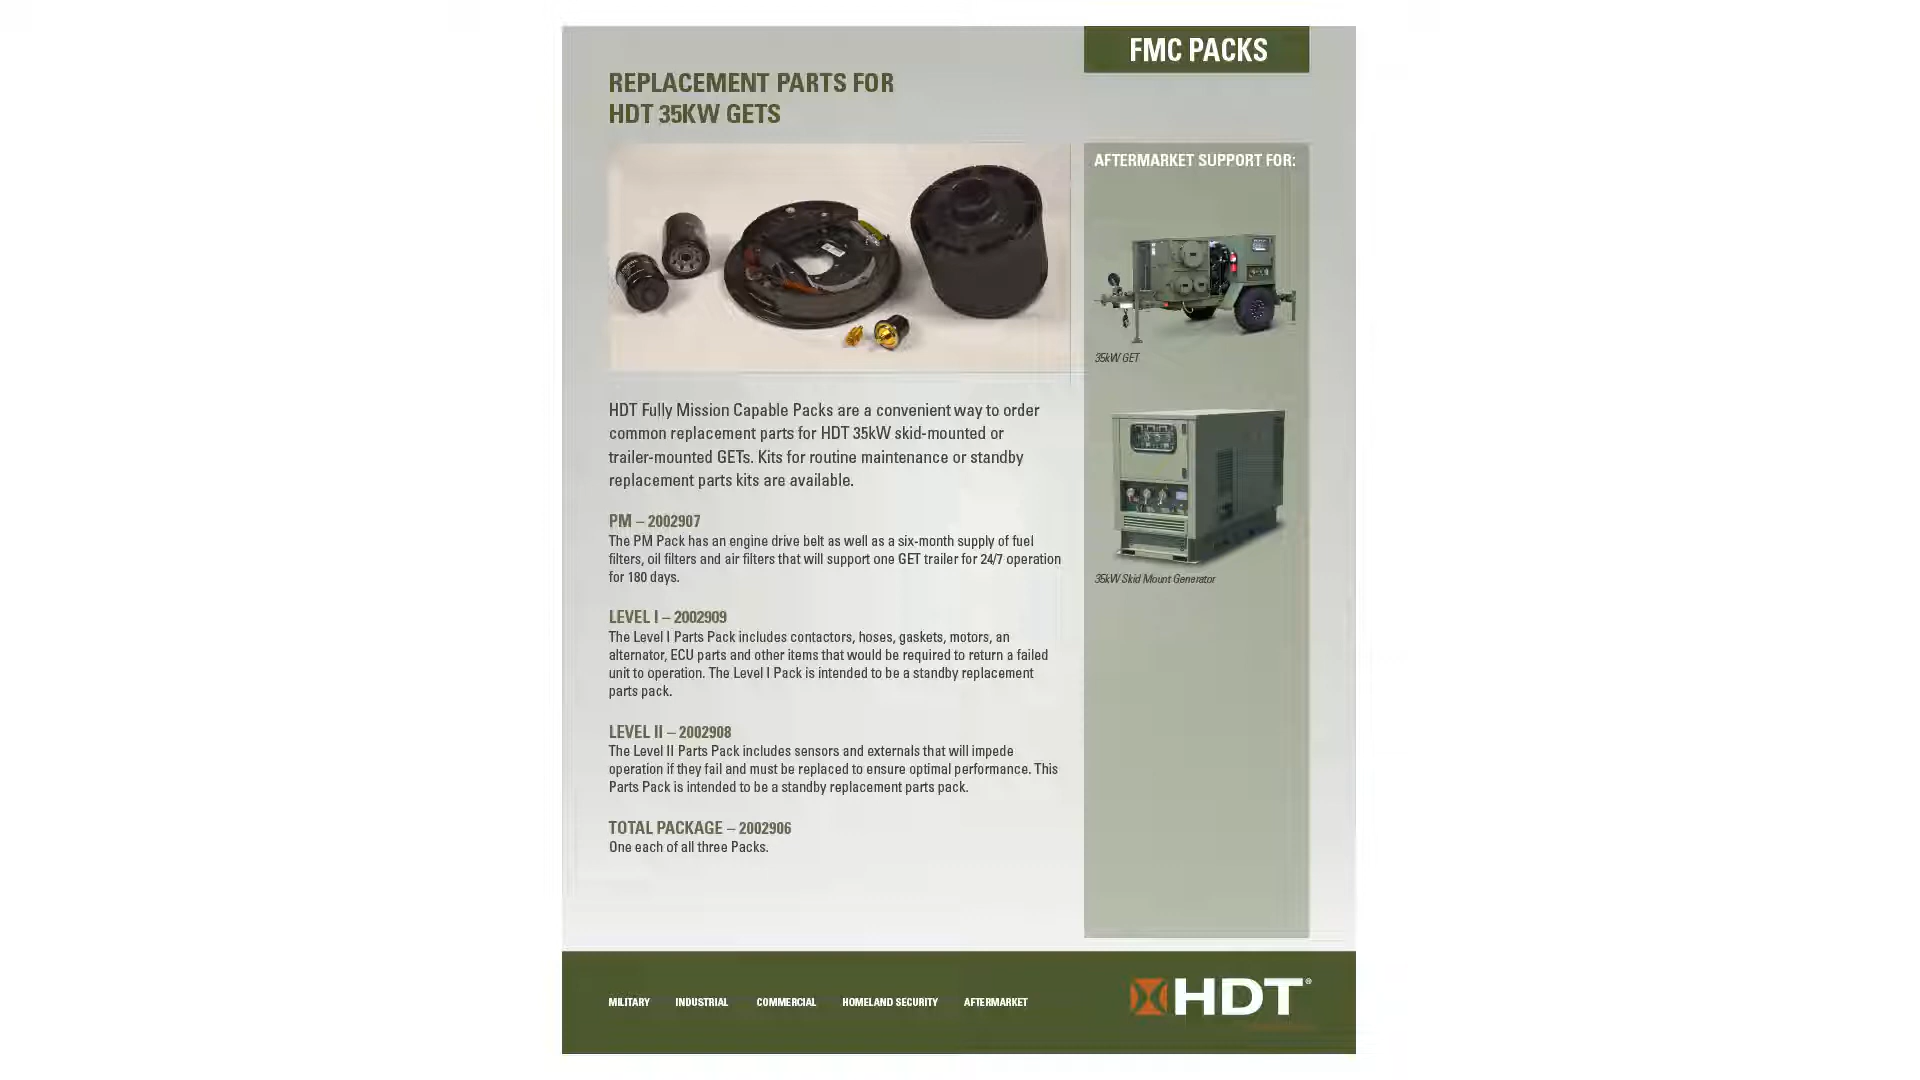 FMC PACKS
REPLACEMENT PARTS FOR
HDT 35KW GETS
AFTERMARKET SUPPORT FOR:
35kW GET
35kW Skid Mount Generator
HDT Fully Mission Capable Packs are a convenient way to order
common replacement parts for HDT 35kW skid-mounted or
trailer-mounted GETs. Kits for routine maintenance or standby
replacement parts kits are available.
PM – 2002907
The PM Pack has an engine drive belt as well as a six-month supply of fuel
filters, oil filters and air filters that will support one GET trailer for 24/7 operation
for 180 days.
LEVEL I – 2002909
The Level I Parts Pack includes contactors, hoses, gaskets, motors, an
alternator, ECU parts and other items that would be required to return a failed
unit to operation. The Level I Pack is intended to be a standby replacement
parts pack.
LEVEL II – 2002908
The Level II Parts Pack includes sensors and externals that will impede
operation if they fail and must be replaced to ensure optimal performance. This
Parts Pack is intended to be a standby replacement parts pack.
TOTAL PACKAGE – 2002906
One each of all three Packs.
MILITARY INDUSTRIAL COMMERCIAL HOMELAND SECURITY AFTERMARKET
HDT®